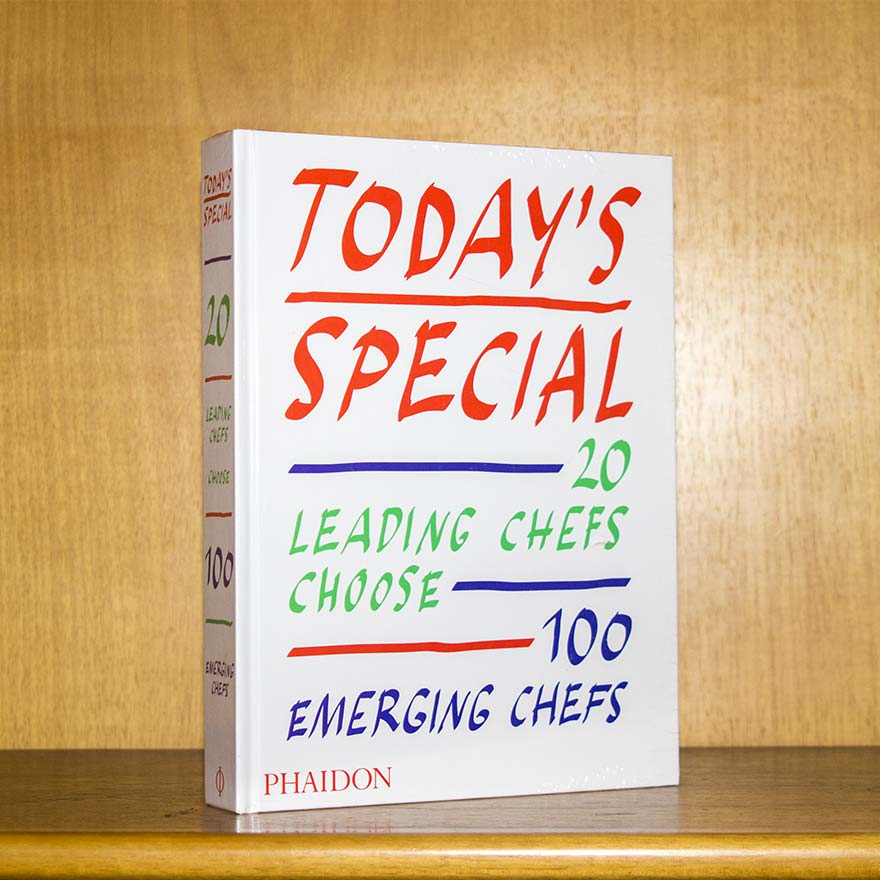 TODAY'S
SPECIAL
20
LEADING CHEFS
CHOOSE
100
EMERGING CHEFS
PHAIDON
TODAY'S
SPECIAL
20
LEADING
CHEFS
CHOOSE
100
EMERGING
CHEFS